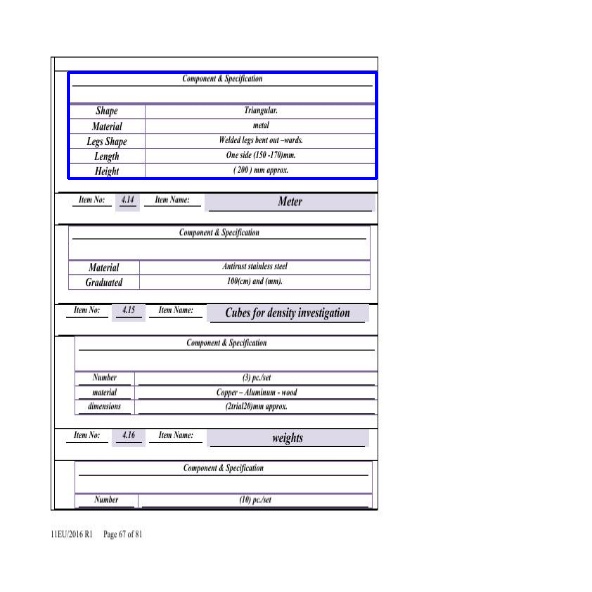 Component & Specification
Shape Triangular.
Material metal
Legs Shape Welded legs bent out –wards.
Length One side (150 -170)mm.
Height ( 200 ) mm approx.
Item No: 4.14 Item Name: Meter
Component & Specification
Material Antirust stainless steel
Graduated 100(cm) and (mm).
Item No: 4.15 Item Name: Cubes for density investigation
Component & Specification
Number (3) pc./set
material Copper – Aluminum - wood
dimensions mm approx.
Item No: 4.16 Item Name: weights
Component & Specification
Number (10) pc./set
11EU/2016 R1 Page 67 of 81